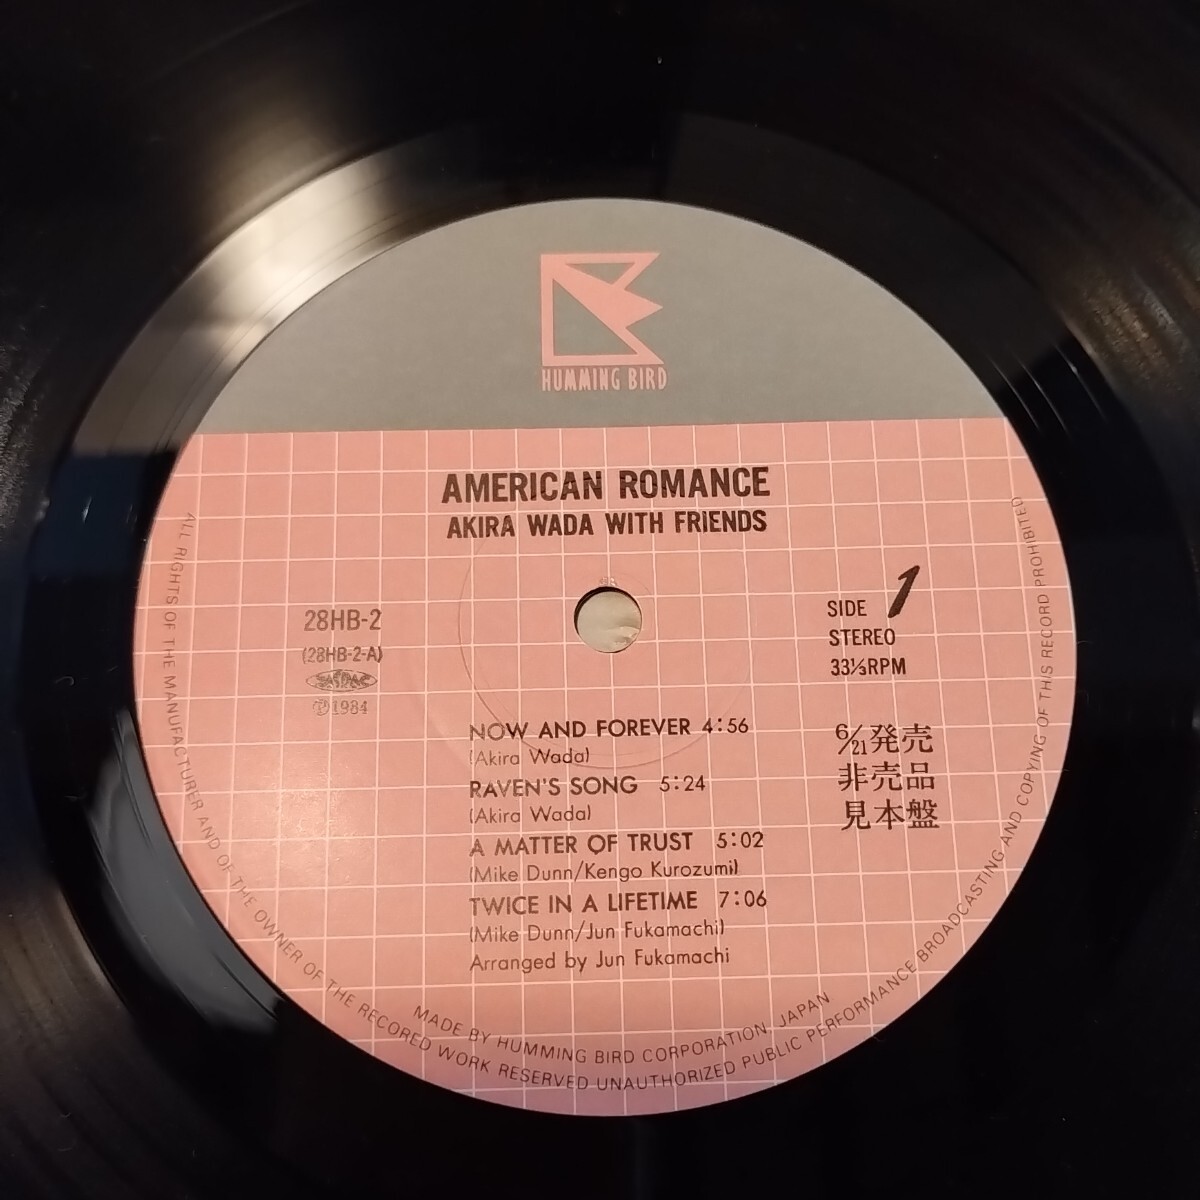 HUMMING BIRD
AMERICAN ROMANCE
AKIRA WADA WITH FRIENDS
28HB-2
(28HB-2-A)
JASRAC
Ⓟ1984
SIDE 1
STEREO
33⅓RPM
6/21発売
非売品
見本盤
NOW AND FOREVER 4:56
(Akira Wada)
RAVEN'S SONG 5:24
(Akira Wada)
A MATTER OF TRUST 5:02
(Mike Dunn/Kengo Kurozumi)
TWICE IN A LIFETIME 7:06
(Mike Dunn/Jun Fukamachi)
Arranged by Jun Fukamachi
MADE BY HUMMING BIRD CORPORATION, JAPAN
ALL RIGHTS OF THE MANUFACTURER AND OF THE OWNER OF THE RECORED WORK RESERVED UNAUTHORIZED PUBLIC PERFORMANCE BROADCASTING AND COPYING OF THIS RECORD PROHIBITED